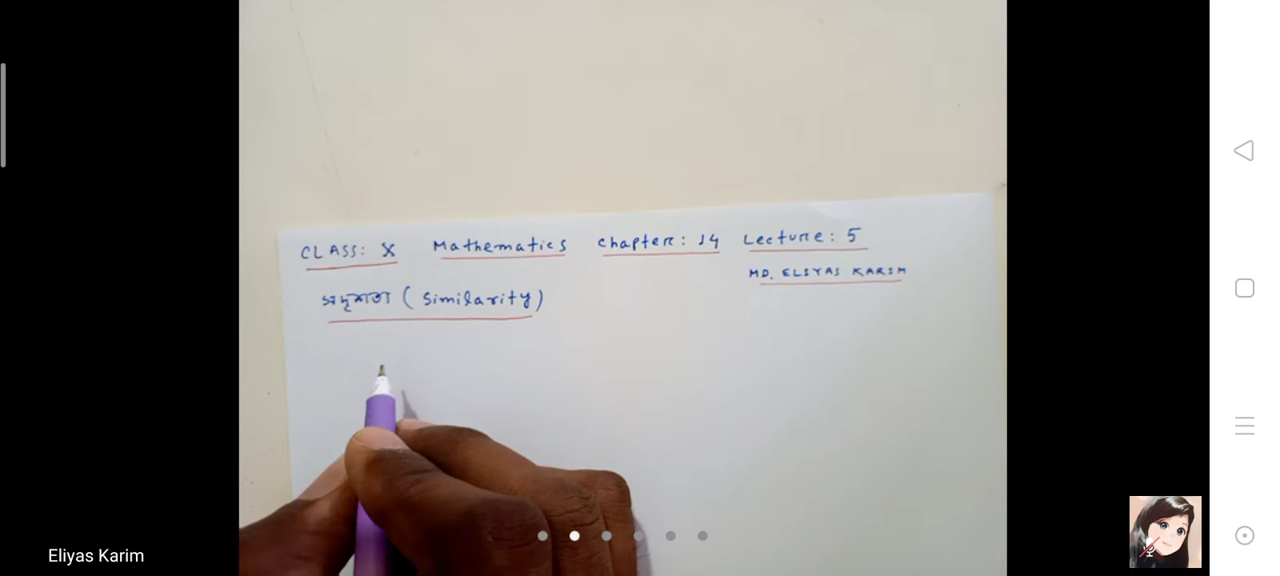 CLASS: X Mathematics Chapter: 14 Lecture: 5
MD. ELIYAS KARIM
সদৃশতা (Similarity)
Eliyas Karim